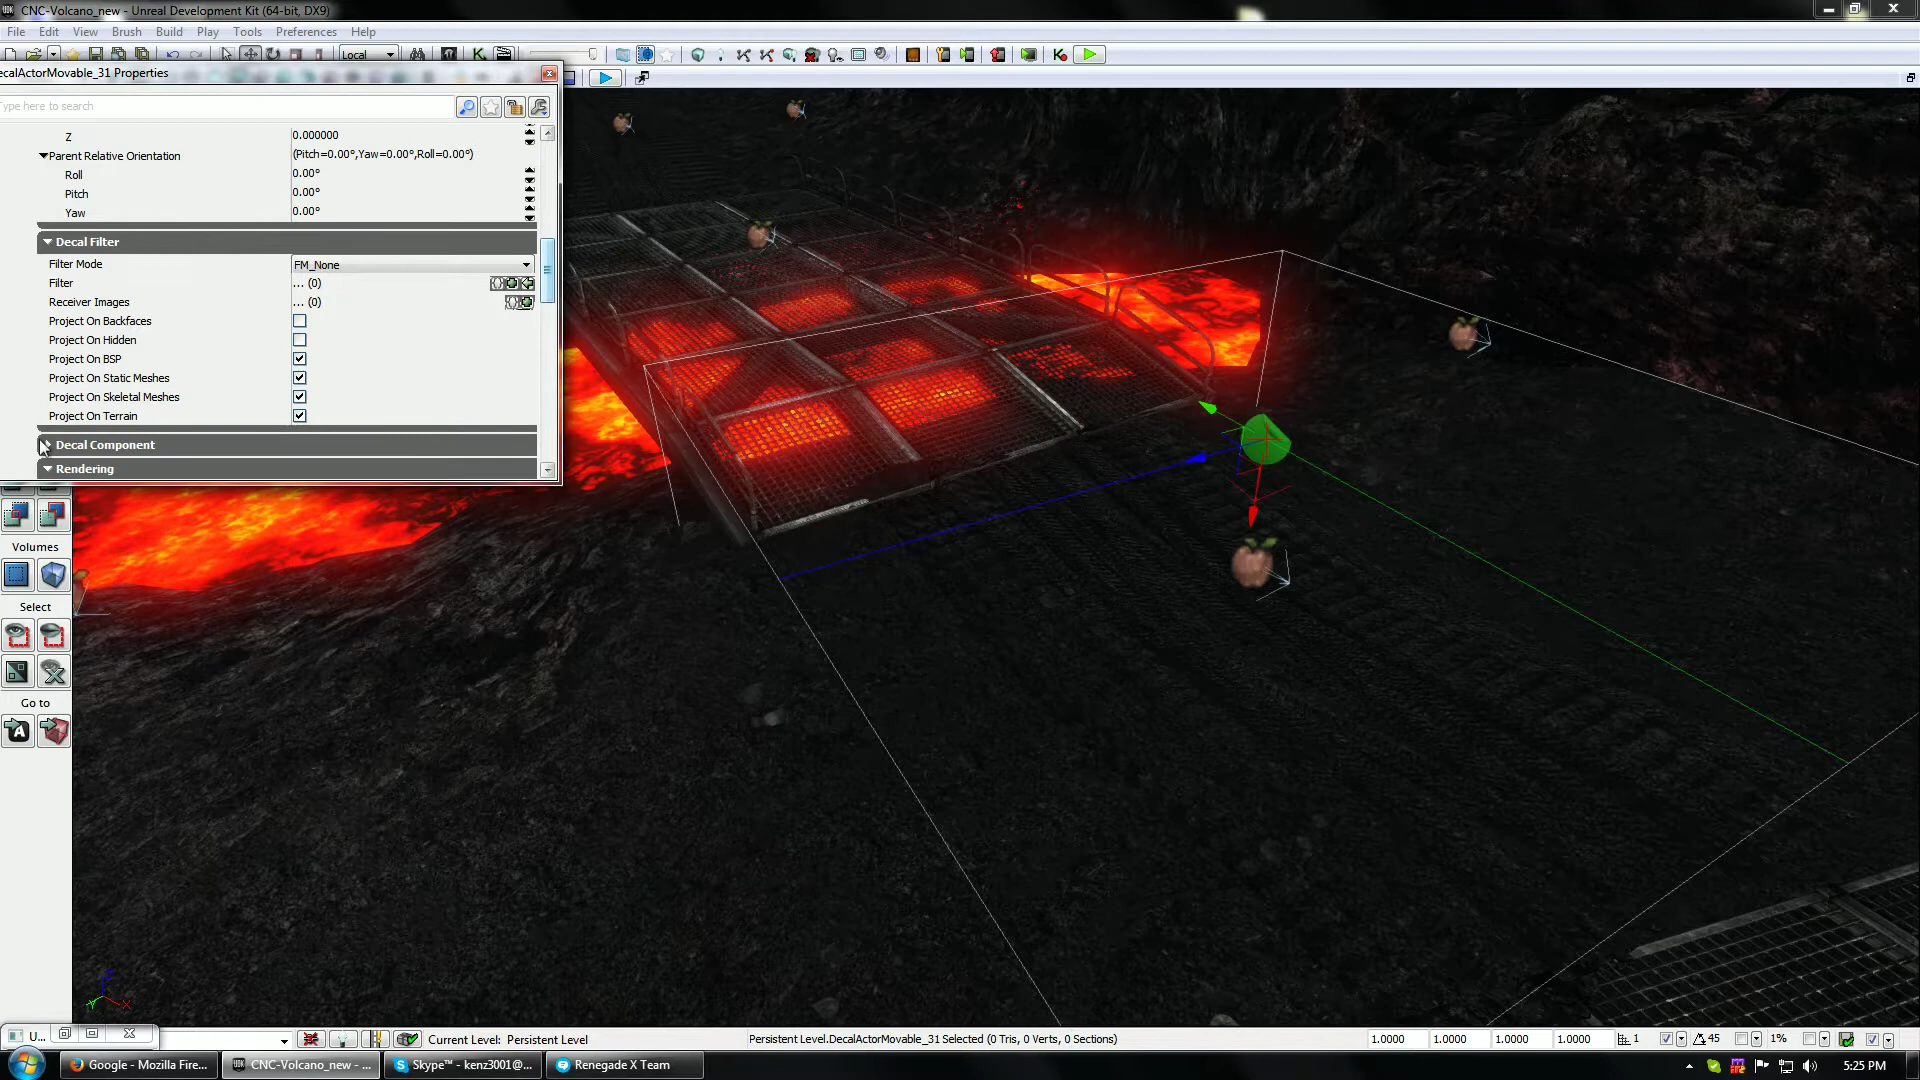 CNC-Volcano_new - Unreal Development Kit (64-bit, DX9)
File Edit View Brush Build Play Tools Preferences Help
Local
ecalActorMovable_31 Properties
Type here to search
Z 0.000000
Parent Relative Orientation (Pitch=0.00°,Yaw=0.00°,Roll=0.00°)
Roll 0.00°
Pitch 0.00°
Yaw 0.00°
Decal Filter
Filter Mode FM_None
Filter ... (0)
Receiver Images ... (0)
Project On Backfaces
Project On Hidden
Project On BSP
Project On Static Meshes
Project On Skeletal Meshes
Project On Terrain
Decal Component
Rendering
Volumes
Select
Go to
U...
Current Level: Persistent Level
Persistent Level.DecalActorMovable_31 Selected (0 Tris, 0 Verts, 0 Sections)
1.0000 1.0000 1.0000 1.0000 1 45 1%
Google - Mozilla Fire...
CNC-Volcano_new - ...
Skype™ - kenz3001@...
Renegade X Team
5:25 PM